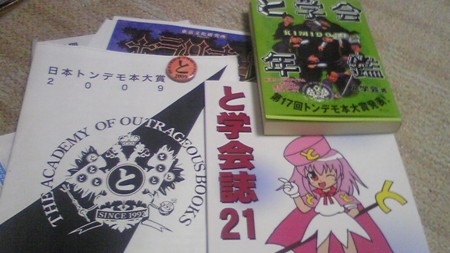 日本トンデモ本大賞
2009
と
THE ACADEMY OF OUTRAGEOUS BOOKS
と
SINCE 1992
と学会
KIMIDORI
年鑑
第17回トンデモ本大賞発表!
と学会誌
21
と